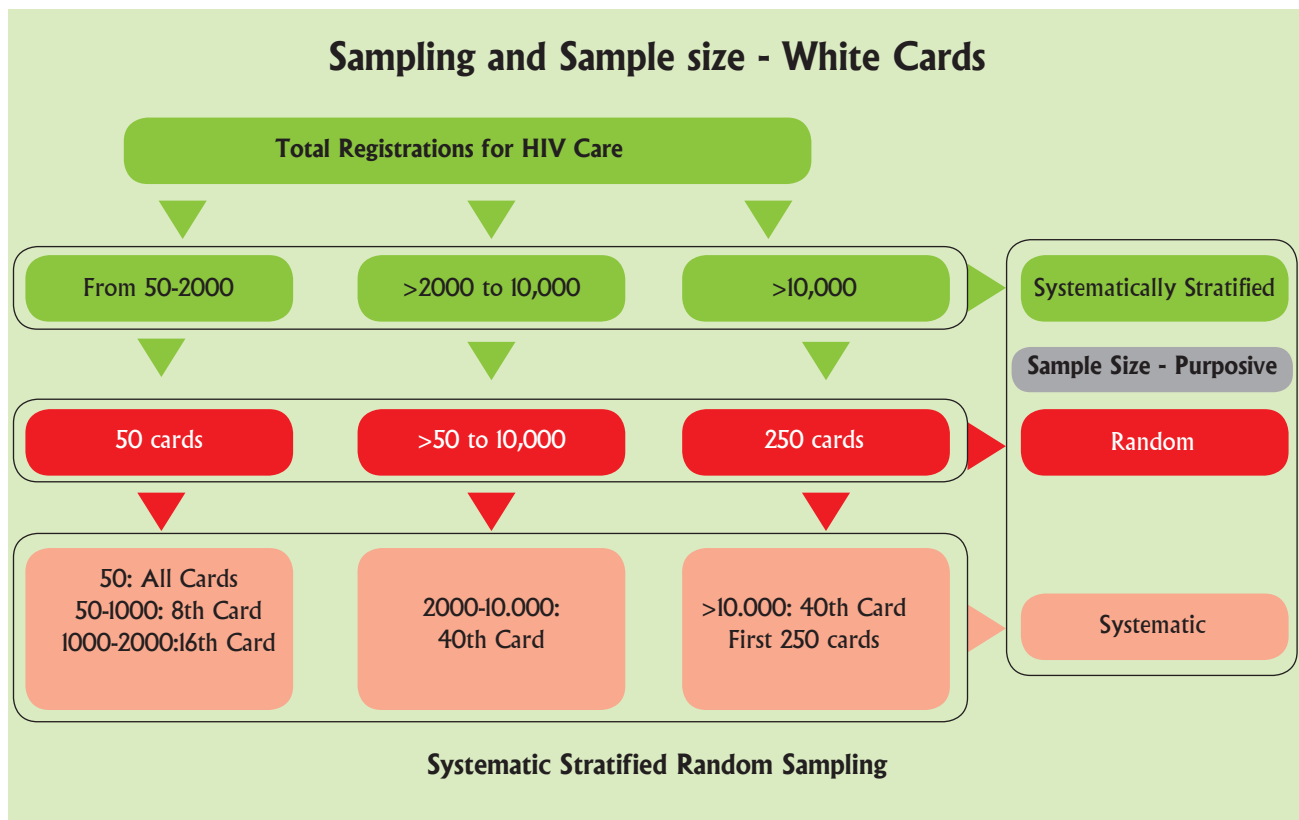 Sampling and Sample size - White Cards
Total Registrations for HIV Care
From 50-2000
>2000 to 10,000
>10,000
Systematically Stratified
Sample Size - Purposive
50 cards
>50 to 10,000
250 cards
Random
50: All Cards
50-1000: 8th Card
1000-2000:16th Card
2000-10.000:
40th Card
>10.000: 40th Card
First 250 cards
Systematic
Systematic Stratified Random Sampling